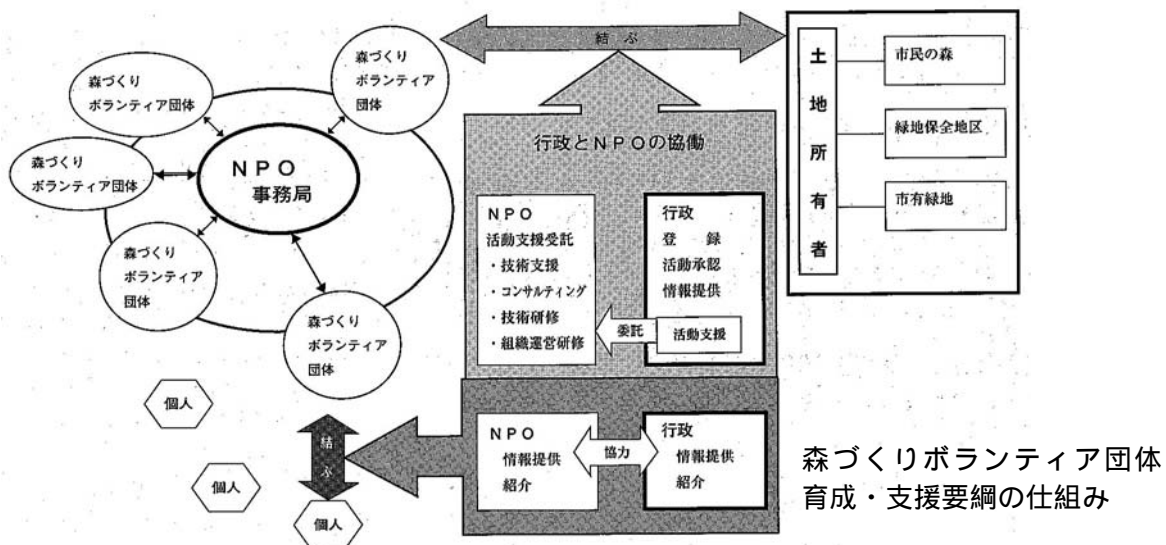 結ぶ
森づくり
ボランティア
団体
森づくり
ボランティア団体
森づくり
ボランティア団体
森づくり
ボランティア
団体
森づくり
ボランティア
団体
NPO
事務局
土地所有者
市民の森
緑地保全地区
市有緑地
行政とNPOの協働
NPO
活動支援受託
・技術支援
・コンサルティング
・技術研修
・組織運営研修
行政
登 録
活動承認
情報提供
委託
活動支援
個人
個人
個人
結ぶ
NPO
情報提供
紹介
協力
行政
情報提供
紹介
森づくりボランティア団体
育成・支援要綱の仕組み